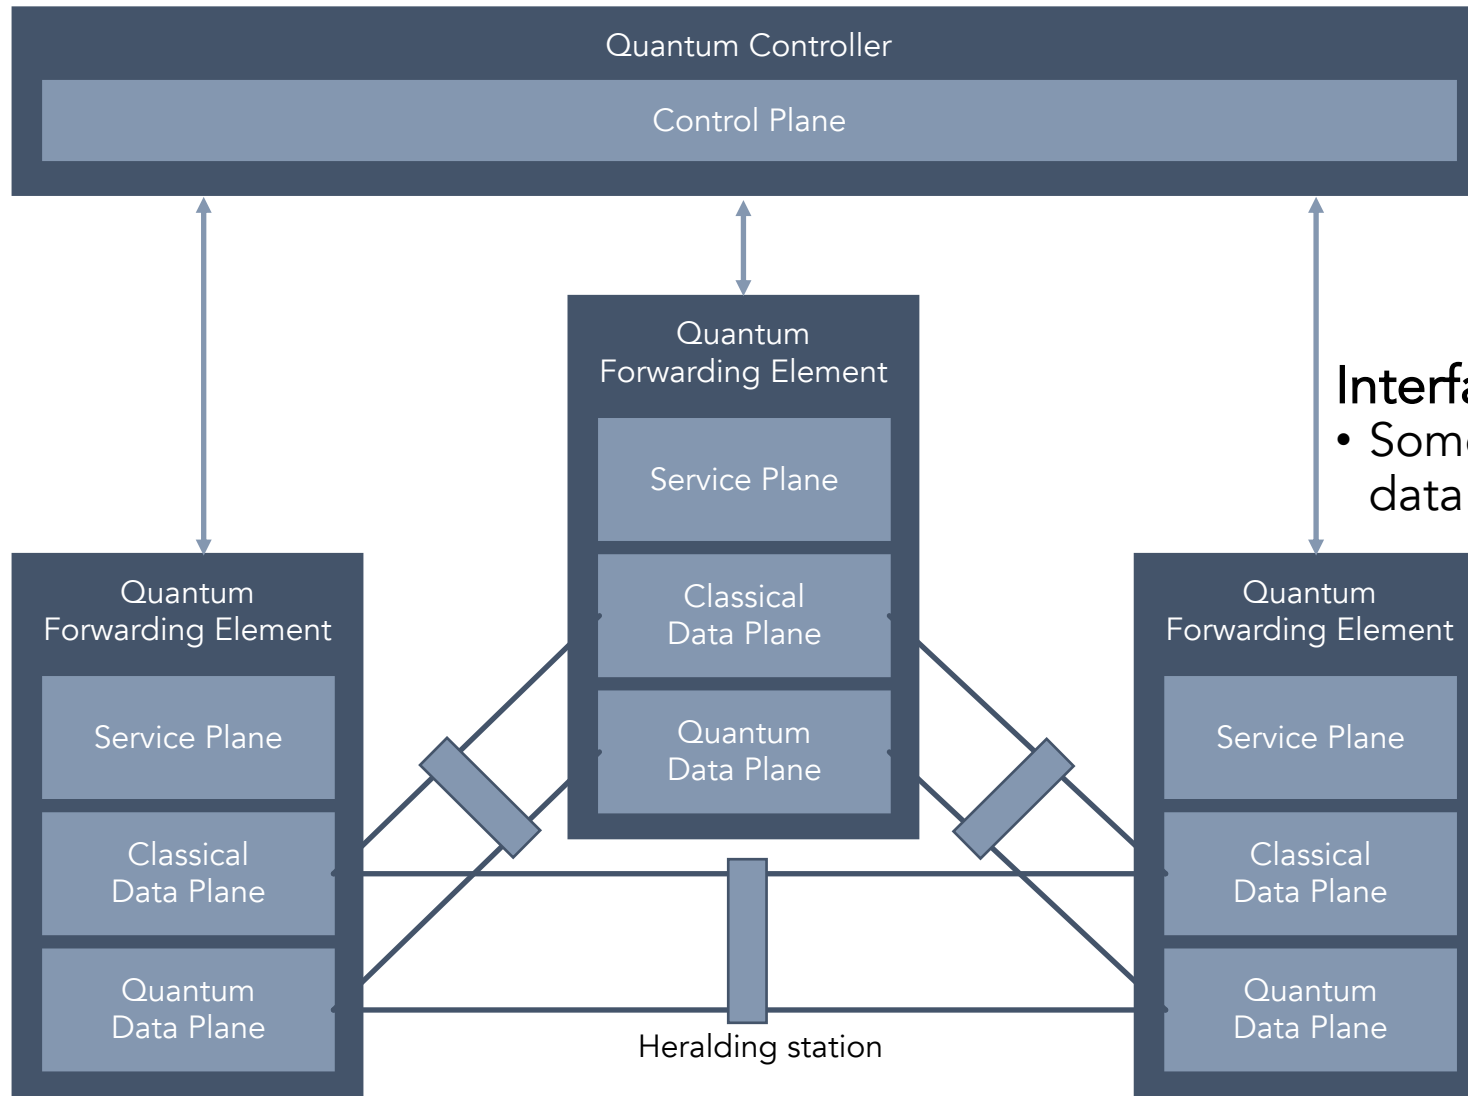 Quantum Controller
Control Plane
Quantum
Forwarding Element
Service Plane
Classical
Data Plane
Quantum
Data Plane
• Some
data
Quantum
Forwarding Element
Service Plane
Classical
Data Plane
Quantum
Data Plane
Quantum
Forwarding Element
Service Plane
Classical
Data Plane
Quantum
Data Plane
Heralding station